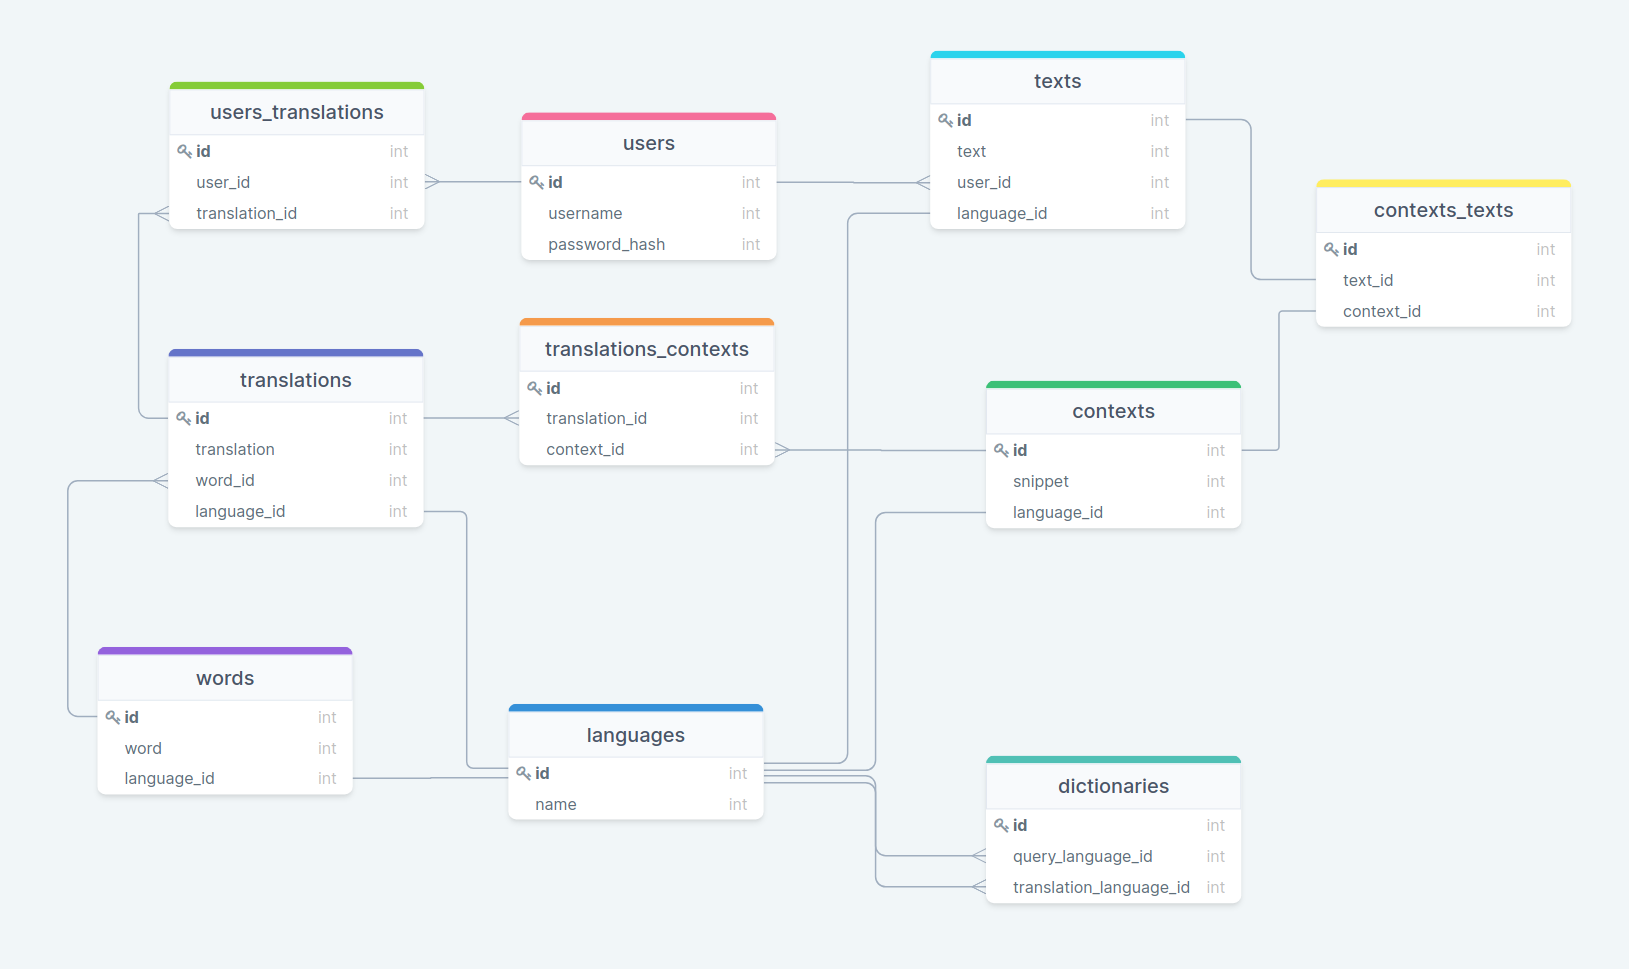 users_translations
id int
user_id int
translation_id int
users
id int
username int
password_hash int
texts
id int
text int
user_id int
language_id int
contexts_texts
id int
text_id int
context_id int
translations
id int
translation int
word_id int
language_id int
translations_contexts
id int
translation_id int
context_id int
contexts
id int
snippet int
language_id int
words
id int
word int
language_id int
languages
id int
name int
dictionaries
id int
query_language_id int
translation_language_id int